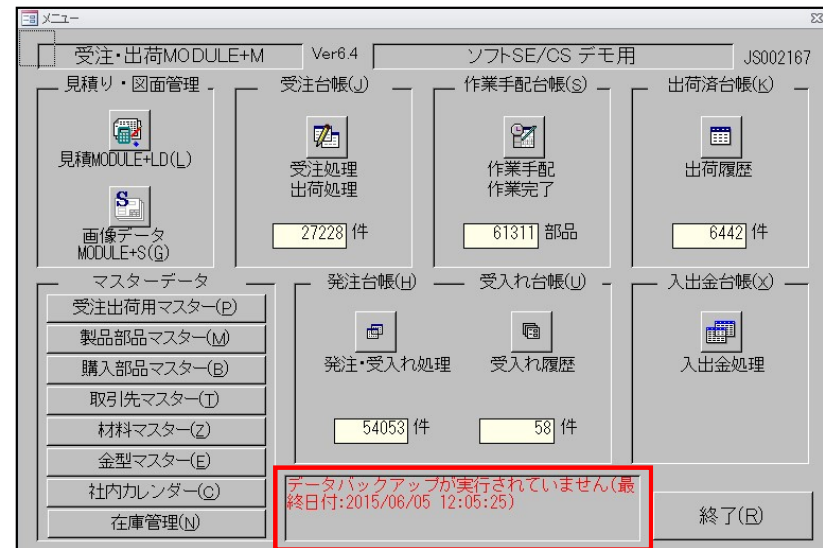 メニュー
受注・出荷MODULE+M
Ver6.4
ソフトSE/CS デモ用
JS002167
見積り・図面管理
見積MODULE+LD(L)
画像データ
MODULE+S(G)
受注台帳(J)
受注処理
出荷処理
27228 件
作業手配台帳(S)
作業手配
作業完了
61311 部品
出荷済台帳(K)
出荷履歴
6442 件
マスターデータ
受注出荷用マスター(P)
製品部品マスター(M)
購入部品マスター(B)
取引先マスター(T)
材料マスター(Z)
金型マスター(E)
社内カレンダー(C)
在庫管理(N)
発注台帳(H)
発注・受入れ処理
54053 件
受入れ台帳(U)
受入れ履歴
58 件
入出金台帳(X)
入出金処理
データバックアップが実行されていません(最
終日付:2015/06/05 12:05:25)
終了(R)